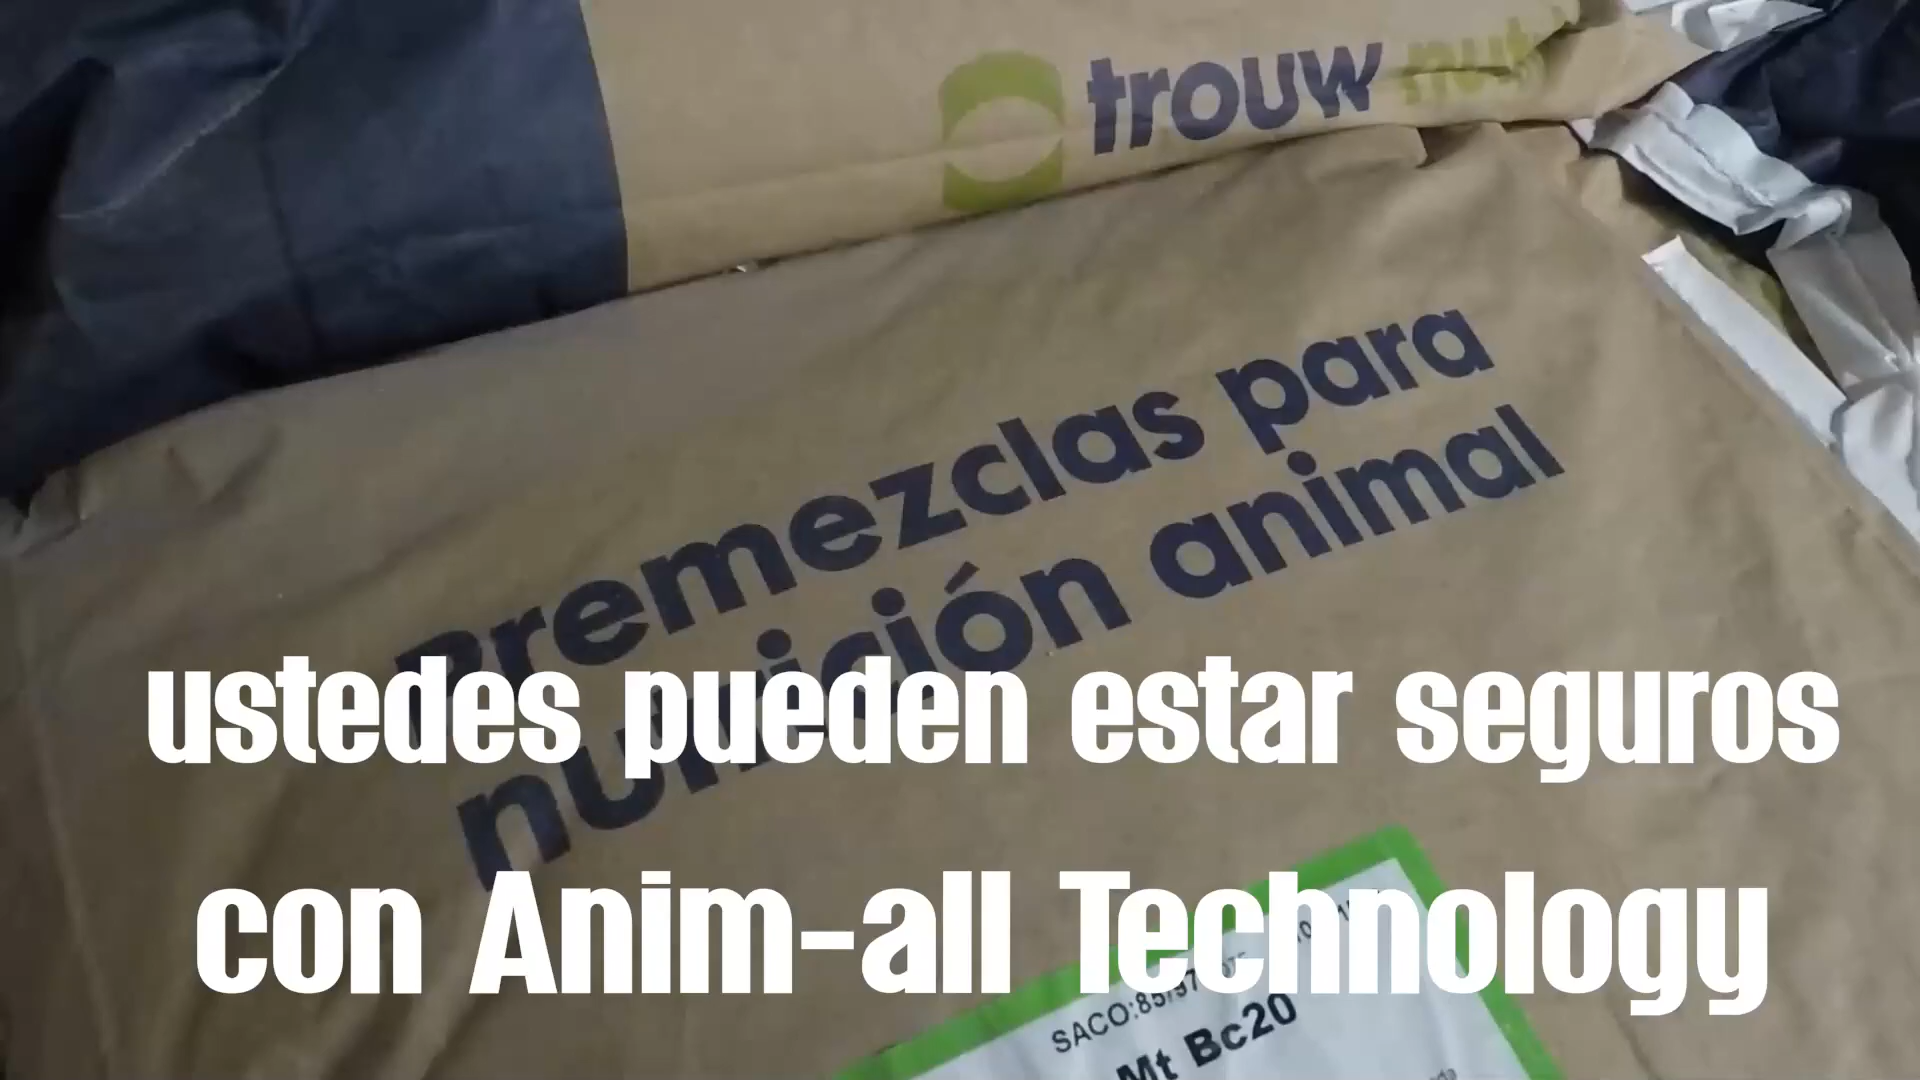 trouw
Premezclas para
nutrición animal
ustedes pueden estar seguros
con Anim-all Technology
Mt Bc20